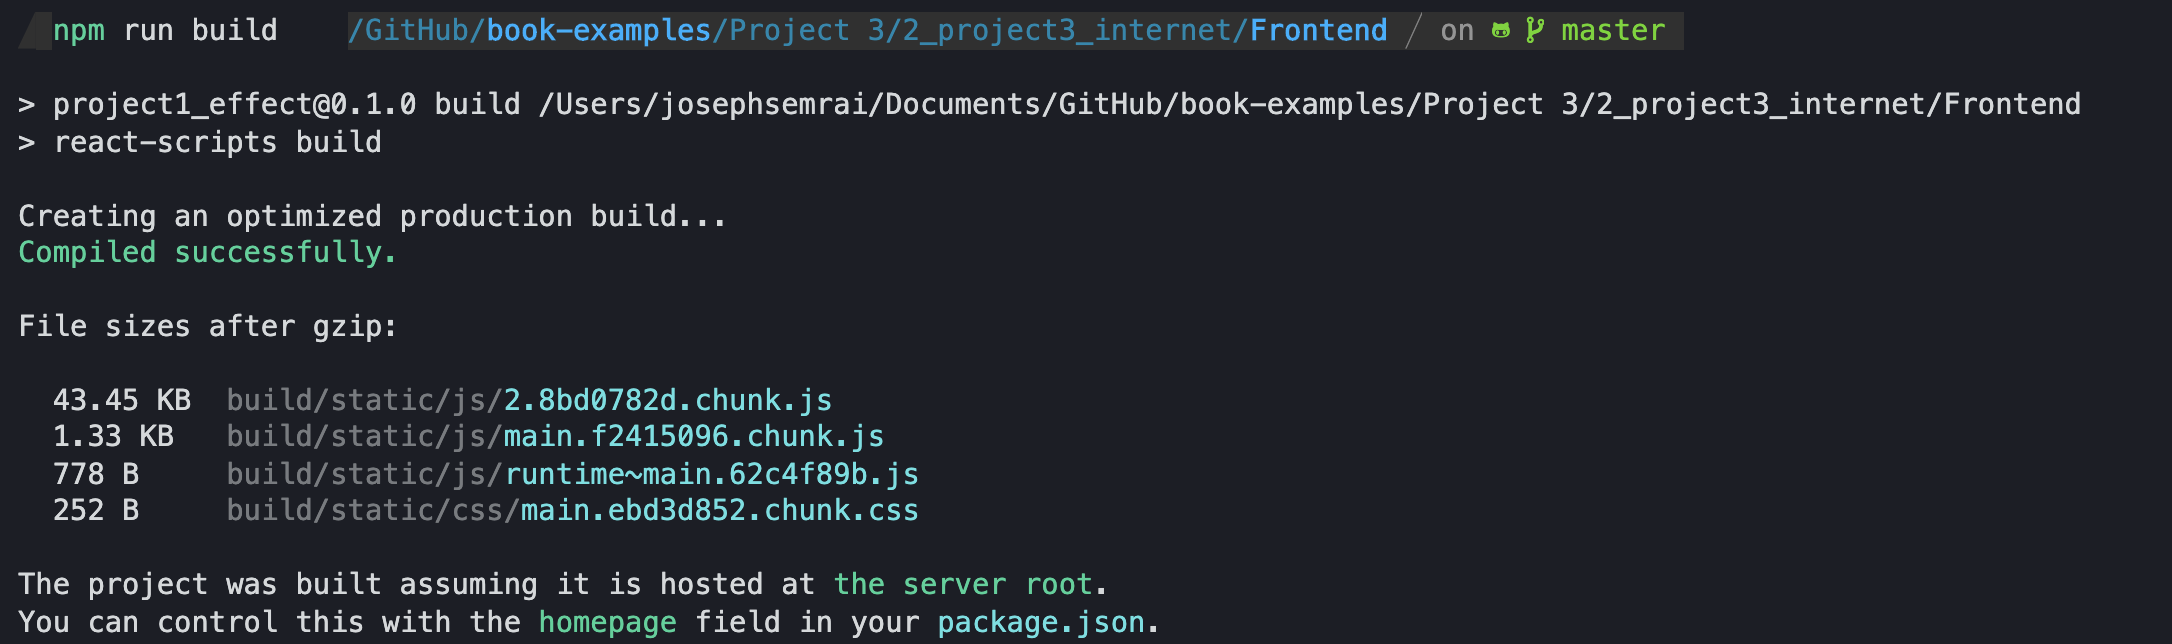 npm run build /GitHub/book-examples/Project 3/2_project3_internet/Frontend on master
> project1_effect@0.1.0 build /Users/josephsemrai/Documents/GitHub/book-examples/Project 3/2_project3_internet/Frontend
> react-scripts build
Creating an optimized production build...
Compiled successfully.
File sizes after gzip:
43.45 KB build/static/js/2.8bd0782d.chunk.js
1.33 KB build/static/js/main.f2415096.chunk.js
778 B build/static/js/runtime~main.62c4f89b.js
252 B build/static/css/main.ebd3d852.chunk.css
The project was built assuming it is hosted at the server root.
You can control this with the homepage field in your package.json.